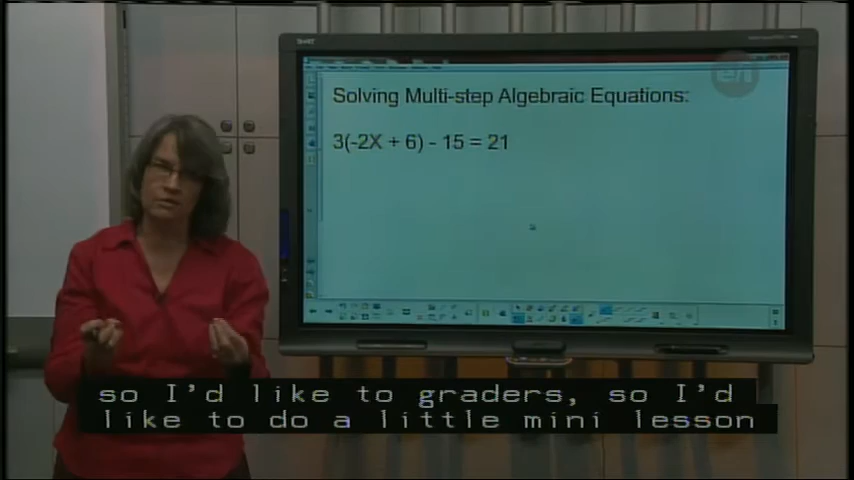 SMART
e/i
Solving Multi-step Algebraic Equations:
3(-2X + 6) - 15 = 21
so I'd like to graders, so I'd
like to do a little mini lesson